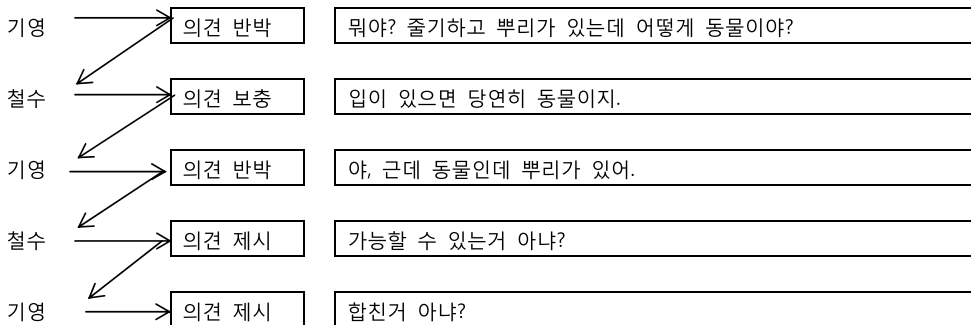 기영 의견 반박 뭐야? 줄기하고 뿌리가 있는데 어떻게 동물이야?
철수 의견 보충 입이 있으면 당연히 동물이지.
기영 의견 반박 야, 근데 동물인데 뿌리가 있어.
철수 의견 제시 가능할 수 있는거 아냐?
기영 의견 제시 합친거 아냐?